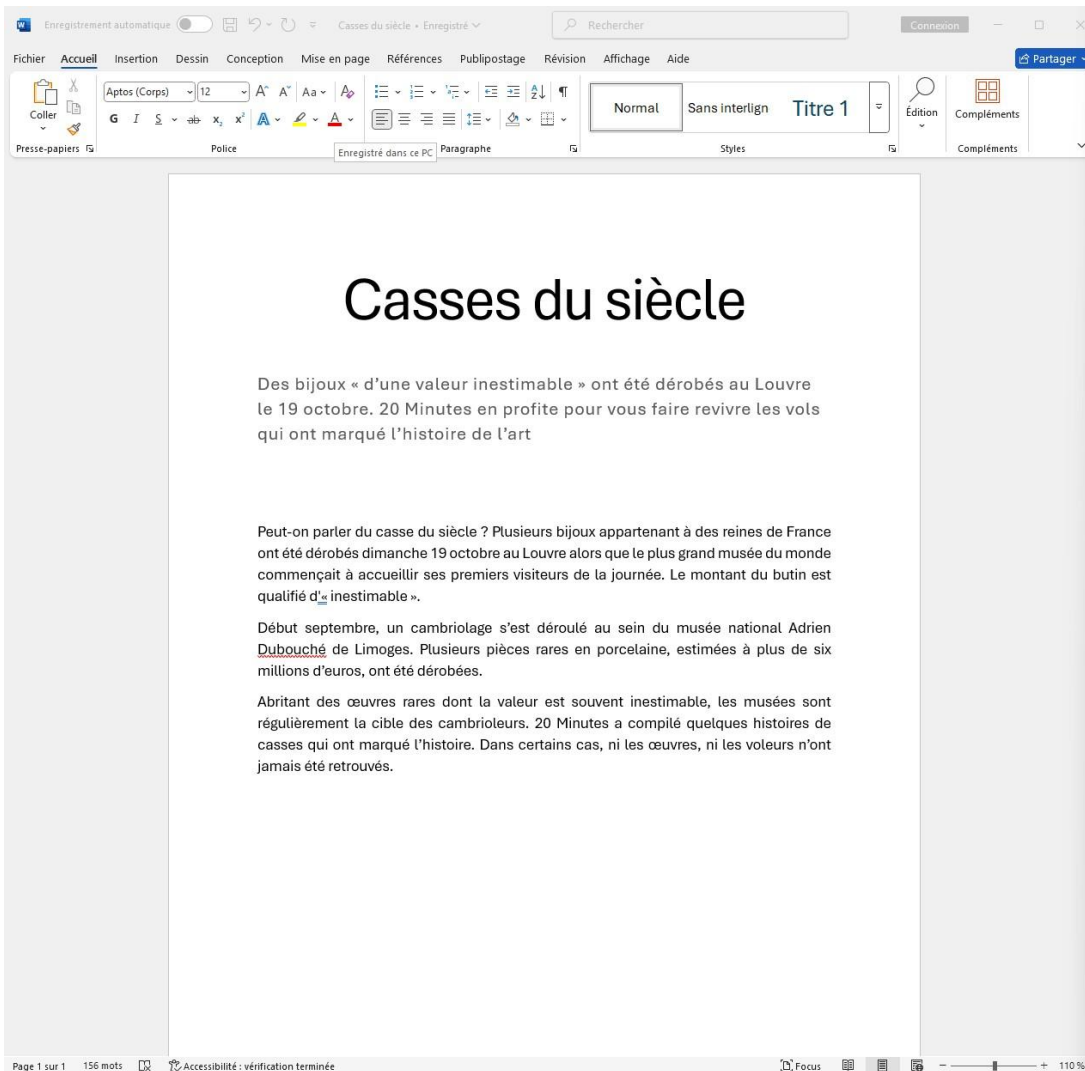 Enregistrement automatique
Casses du siècle • Enregistré
Rechercher
Connexion
Fichier Accueil Insertion Dessin Conception Mise en page Références Publipostage Révision Affichage Aide
Partager
Coller
Aptos (Corps) 12
G I S ab x₂ x² A A
Aa
Normal Sans interlign Titre 1
Édition
Compléments
Presse-papiers Police Paragraphe Styles Compléments
Enregistré dans ce PC
Casses du siècle
Des bijoux « d’une valeur inestimable » ont été dérobés au Louvre
le 19 octobre. 20 Minutes en profite pour vous faire revivre les vols
qui ont marqué l’histoire de l’art
Peut-on parler du casse du siècle ? Plusieurs bijoux appartenant à des reines de France
ont été dérobés dimanche 19 octobre au Louvre alors que le plus grand musée du monde
commençait à accueillir ses premiers visiteurs de la journée. Le montant du butin est
qualifié d'« inestimable ».
Début septembre, un cambriolage s’est déroulé au sein du musée national Adrien
Dubouché de Limoges. Plusieurs pièces rares en porcelaine, estimées à plus de six
millions d’euros, ont été dérobées.
Abritant des œuvres rares dont la valeur est souvent inestimable, les musées sont
régulièrement la cible des cambrioleurs. 20 Minutes a compilé quelques histoires de
casses qui ont marqué l’histoire. Dans certains cas, ni les œuvres, ni les voleurs n’ont
jamais été retrouvés.
Page 1 sur 1 156 mots Accessibilité : vérification terminée Focus 110 %